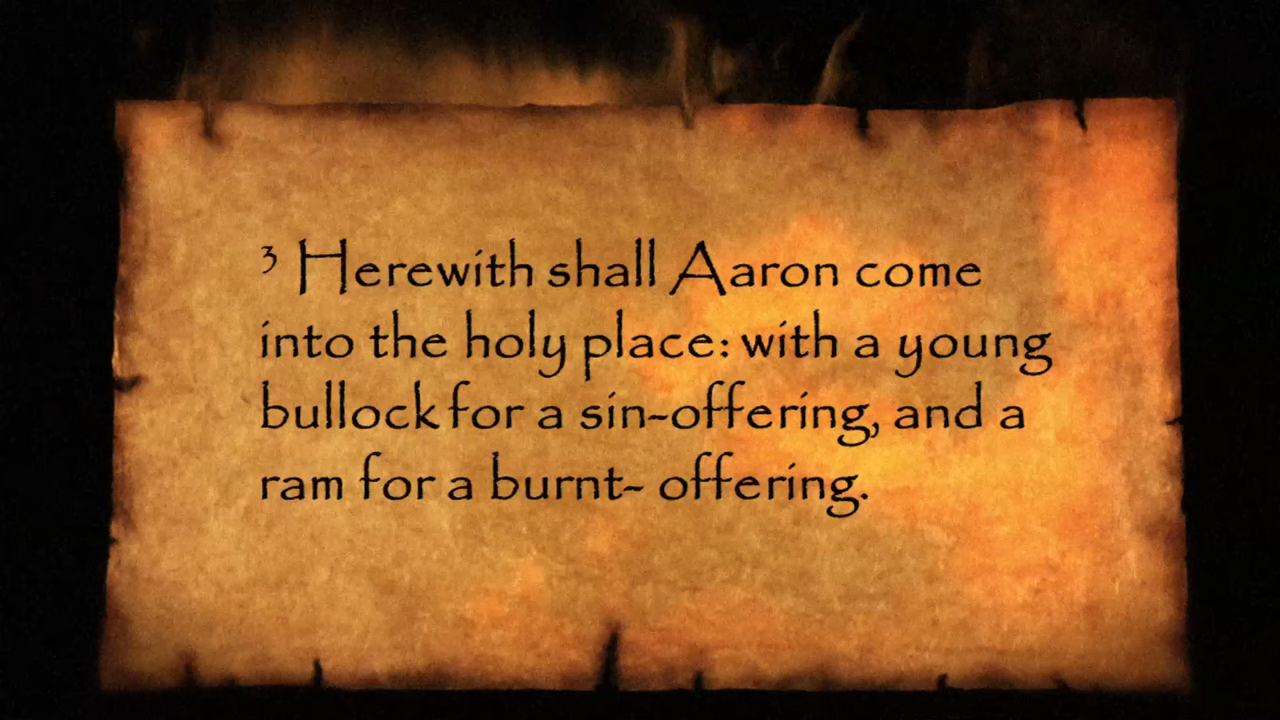 3 Herewith shall Aaron come
into the holy place: with a young
bullock for a sin-offering, and a
ram for a burnt- offering.